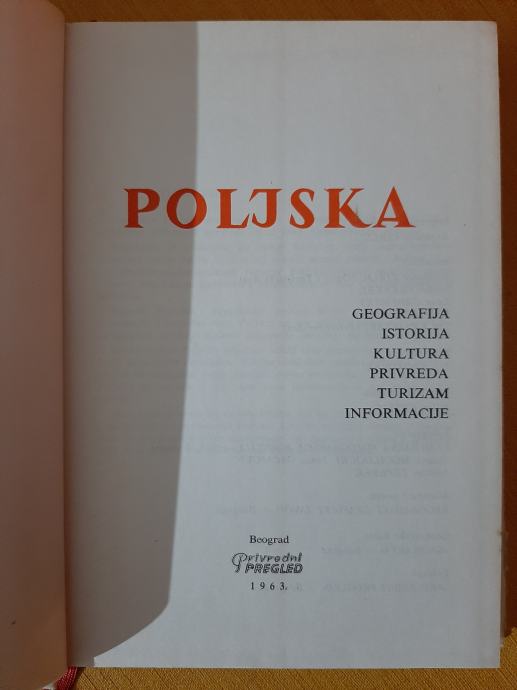 POLJSKA
GEOGRAFIJA
ISTORIJA
KULTURA
PRIVREDA
TURIZAM
INFORMACIJE
Beograd
Privredni
PREGLED
1963.